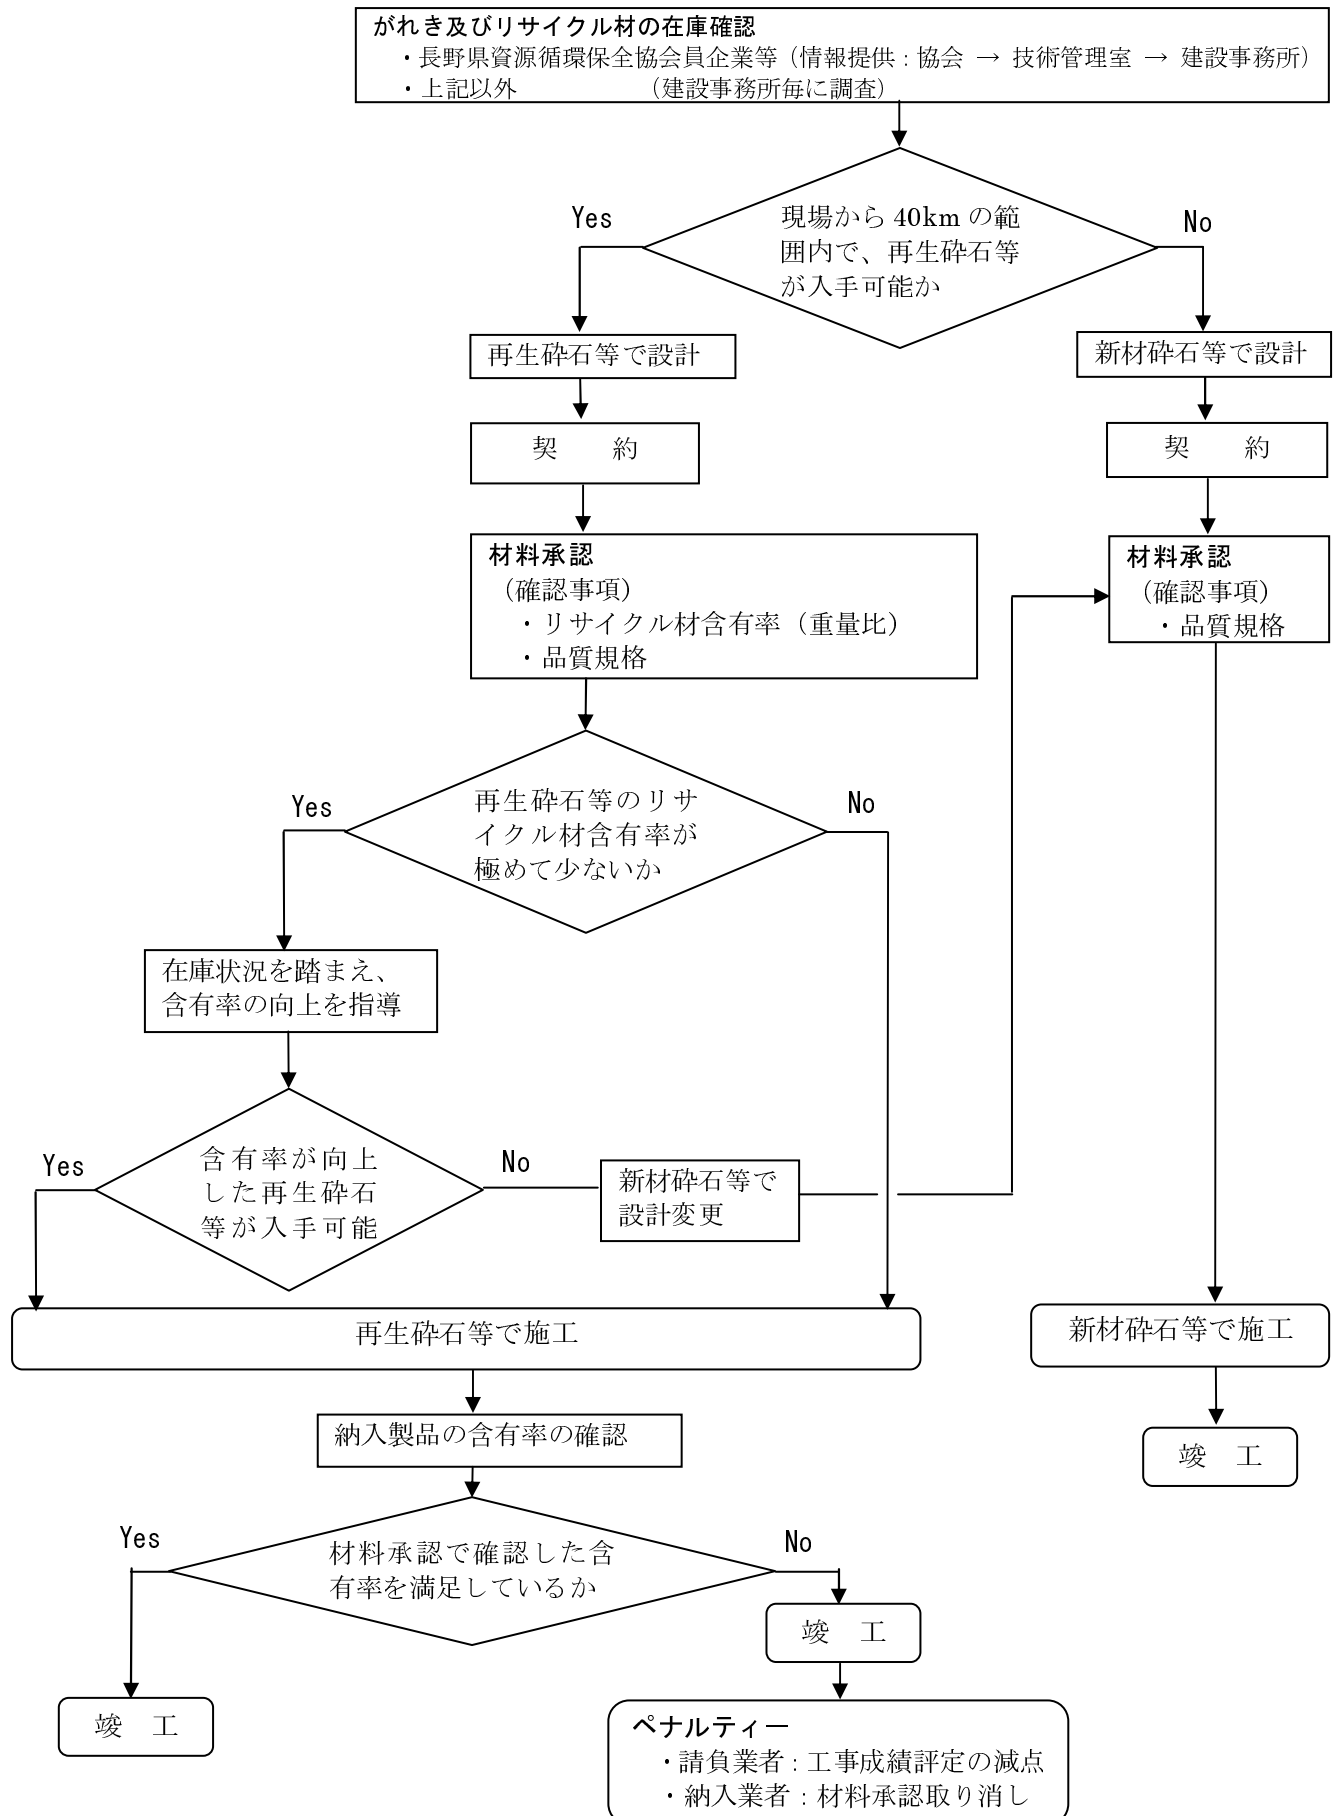 がれき及びリサイクル材の在庫確認
・長野県資源循環保全協会員企業等（情報提供：協会 → 技術管理室 → 建設事務所）
・上記以外　　　　　（建設事務所毎に調査）
現場から 40km の範
囲内で、再生砕石等
が入手可能か
Yes
No
再生砕石等で設計
新材砕石等で設計
契　　約
契　　約
材料承認
（確認事項）
・リサイクル材含有率（重量比）
・品質規格
材料承認
（確認事項）
・品質規格
再生砕石等のリサ
イクル材含有率が
極めて少ないか
Yes
No
在庫状況を踏まえ、
含有率の向上を指導
含有率が向上
した再生砕石
等が入手可能
Yes
No
新材砕石等で
設計変更
再生砕石等で施工
新材砕石等で施工
納入製品の含有率の確認
竣　工
材料承認で確認した含
有率を満足しているか
Yes
No
竣　工
竣　工
ペナルティー
・請負業者：工事成績評定の減点
・納入業者：材料承認取り消し